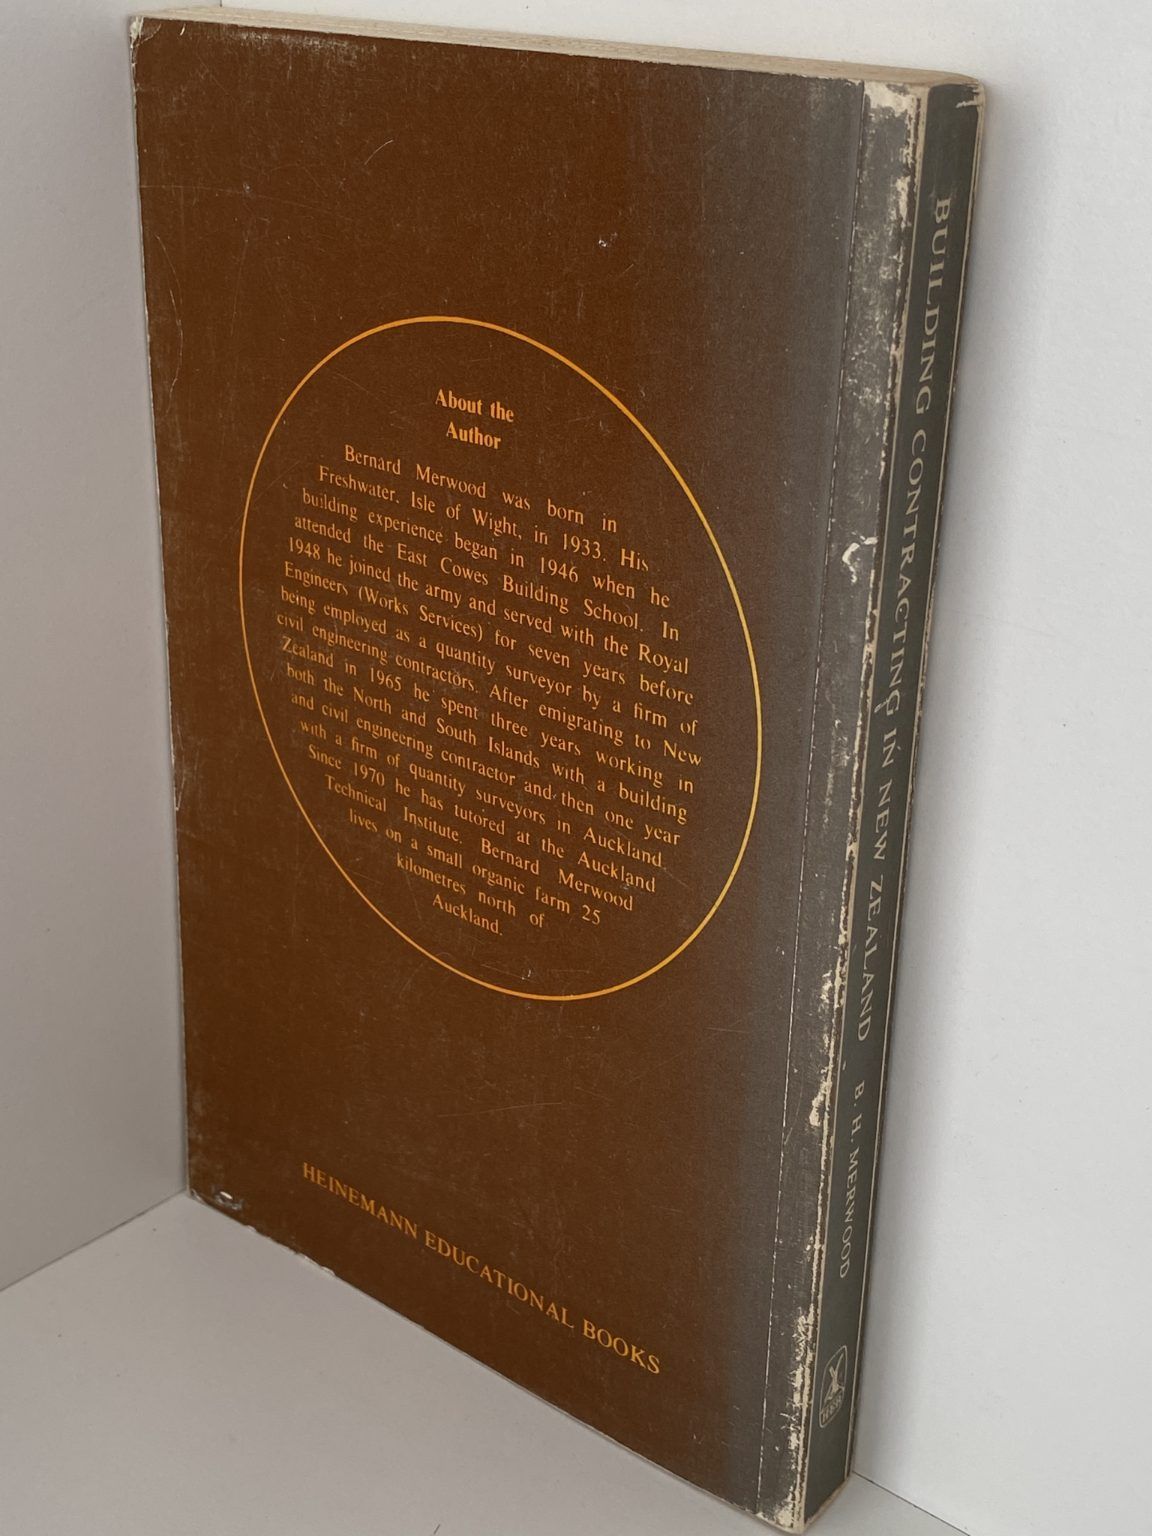 About the
Author
Bernard Merwood was born in
Freshwater, Isle of Wight, in 1933. His
building experience began in 1946 when he
attended the East Cowes Building School. In
1948 he joined the army and served with the Royal
Engineers (Works Services) for seven years before
being employed as a quantity surveyor by a firm of
civil engineering contractors. After emigrating to New
Zealand in 1965 he spent three years working in
both the North and South Islands with a building
and civil engineering contractor and then one year
with a firm of quantity surveyors in Auckland.
Since 1970 he has tutored at the Auckland
Technical Institute. Bernard Merwood
lives on a small organic farm 25
kilometres north of
Auckland.
HEINEMANN EDUCATIONAL BOOKS
BUILDING CONTRACTING IN NEW ZEALAND B. H. MERWOOD